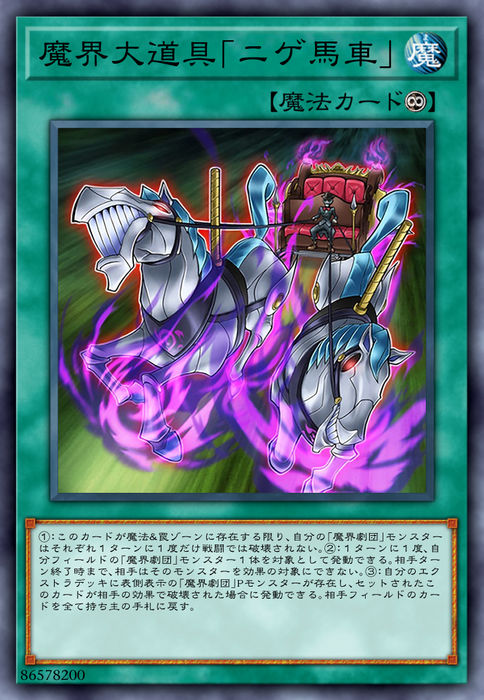 魔界大道具「ニゲ馬車」
魔
【魔法カード】
①:このカードが魔法&罠ゾーンに存在する限り、自分の「魔界劇団」モンスター
はそれぞれ1ターンに1度だけ戦闘では破壊されない。②:1ターンに1度、自
分フィールドの「魔界劇団」モンスター1体を対象として発動できる。相手ター
ン終了時まで、相手はそのモンスターを効果の対象にできない。③:自分のエク
ストラデッキに表側表示の「魔界劇団」Pモンスターが存在し、セットされたこ
のカードが相手の効果で破壊された場合に発動できる。相手フィールドのカー
ドを全て持ち主の手札に戻す。
86578200